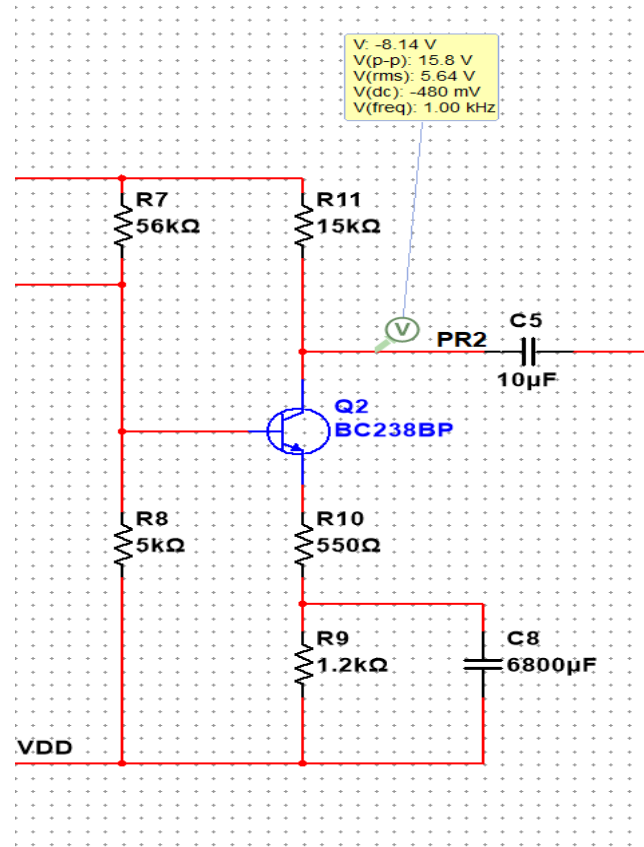 V: -8.14 V
V(p-p): 15.8 V
V(rms): 5.64 V
V(dc): -480 mV
V(freq): 1.00 kHz
R7
56kΩ
R11
15kΩ
V
PR2
C5
10µF
Q2
BC238BP
R8
5kΩ
R10
550Ω
R9
1.2kΩ
C8
6800µF
VDD